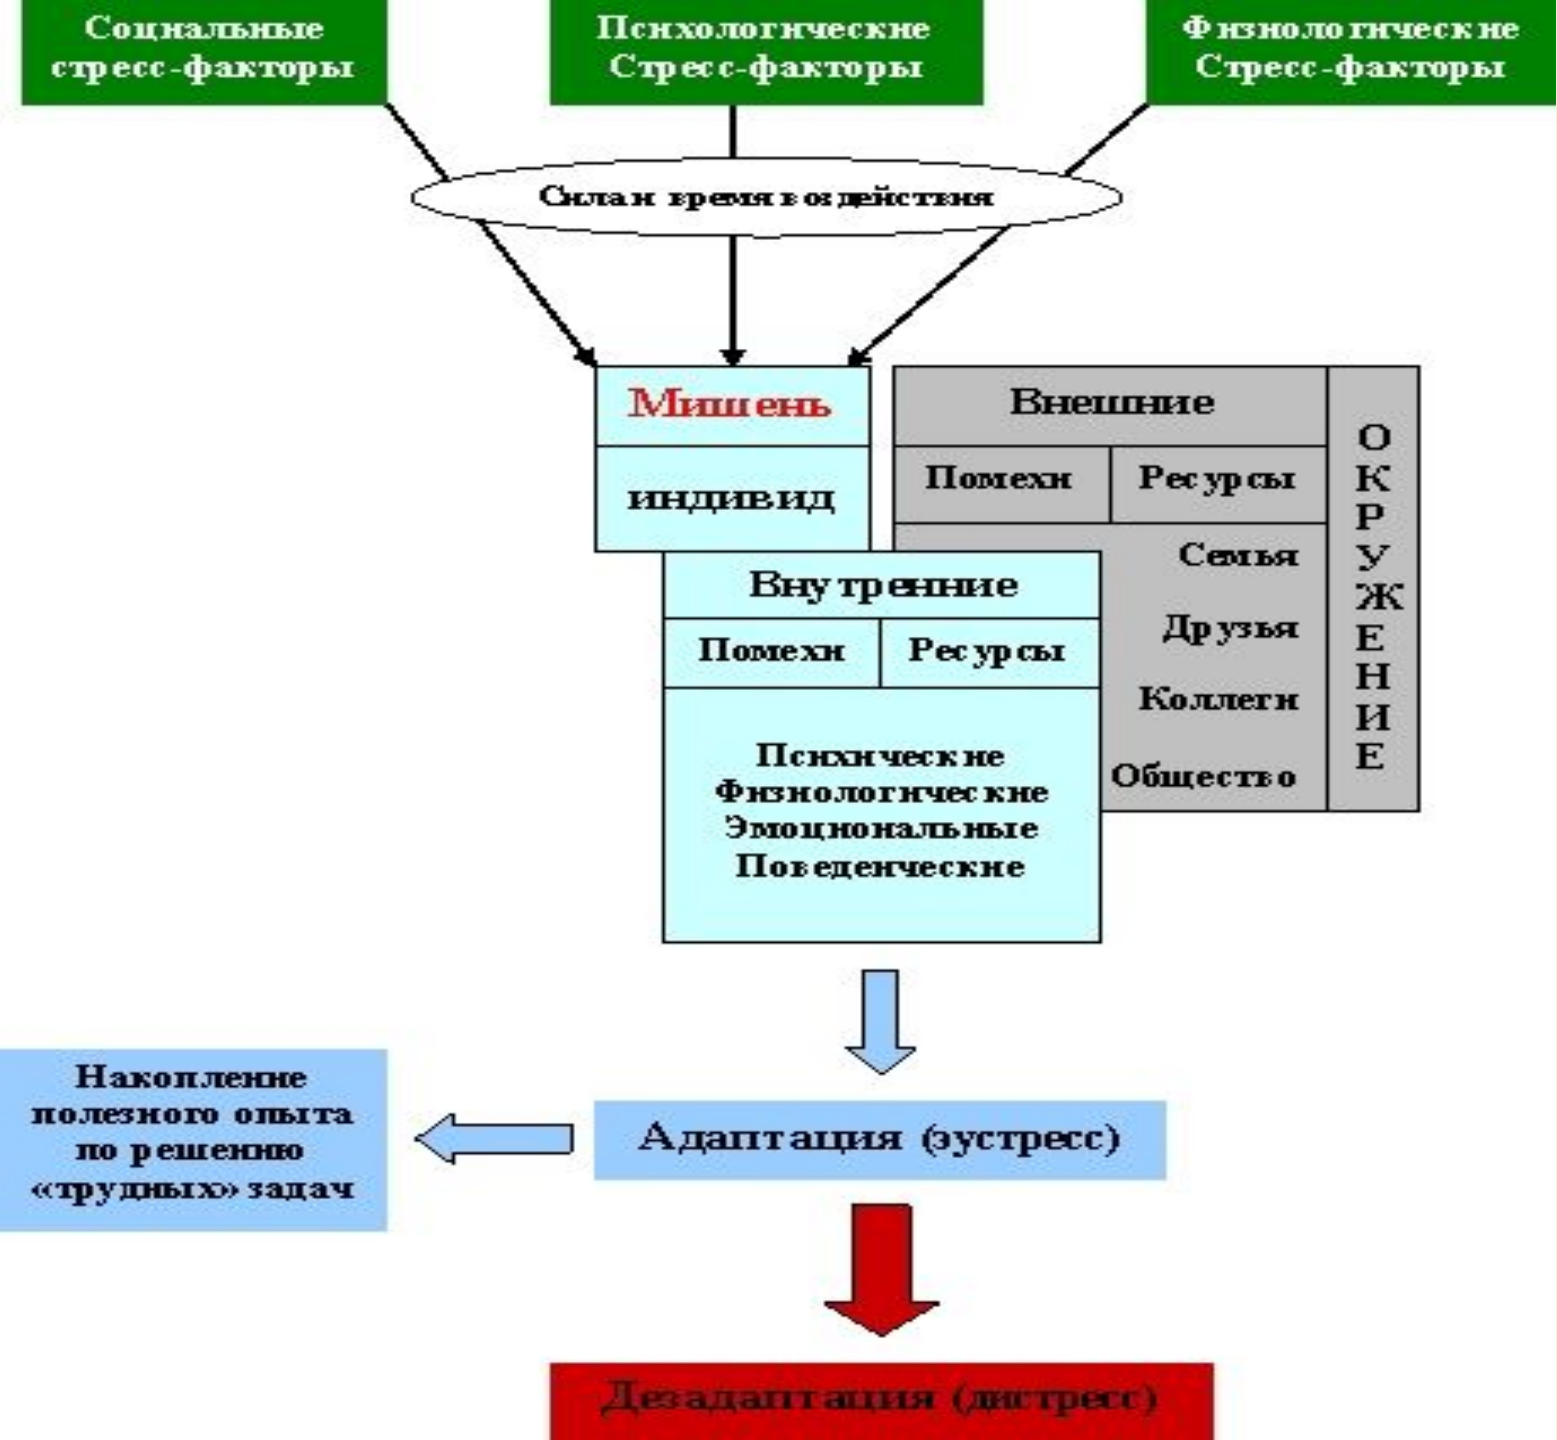 Социальные
стресс-факторы
Психологические
Стресс-факторы
Физиологические
Стресс-факторы
Сила и время воздействия
Мишень
индивид
Внешние
Помехи
Ресурсы
Семья
Друзья
Коллеги
Общество
ОКРУЖЕНИЕ
Внутренние
Помехи
Ресурсы
Психические
Физиологические
Эмоциональные
Поведенческие
Накопление
полезного опыта
по решению
«трудных» задач
Адаптация (эустресс)
Дезадаптация (дистресс)